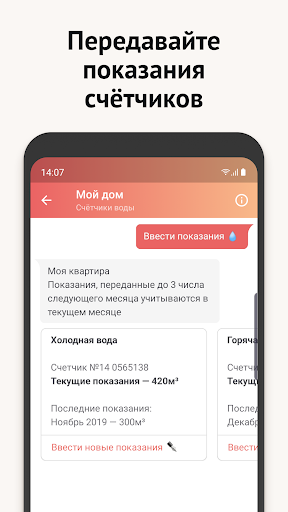 Передавайте
показания
счётчиков
14:07
Мой дом
Счётчики воды
Ввести показания 💧
Моя квартира
Показания, переданные до 3 числа
следующего месяца учитываются в
текущем месяце
Холодная вода
Счетчик №14 0565138
Текущие показания — 420м³
Последние показания:
Ноябрь 2019 — 300м³
Ввести новые показания ✒️
Горяча
Счетчи
Текущи
Послед
Декабр
Ввести